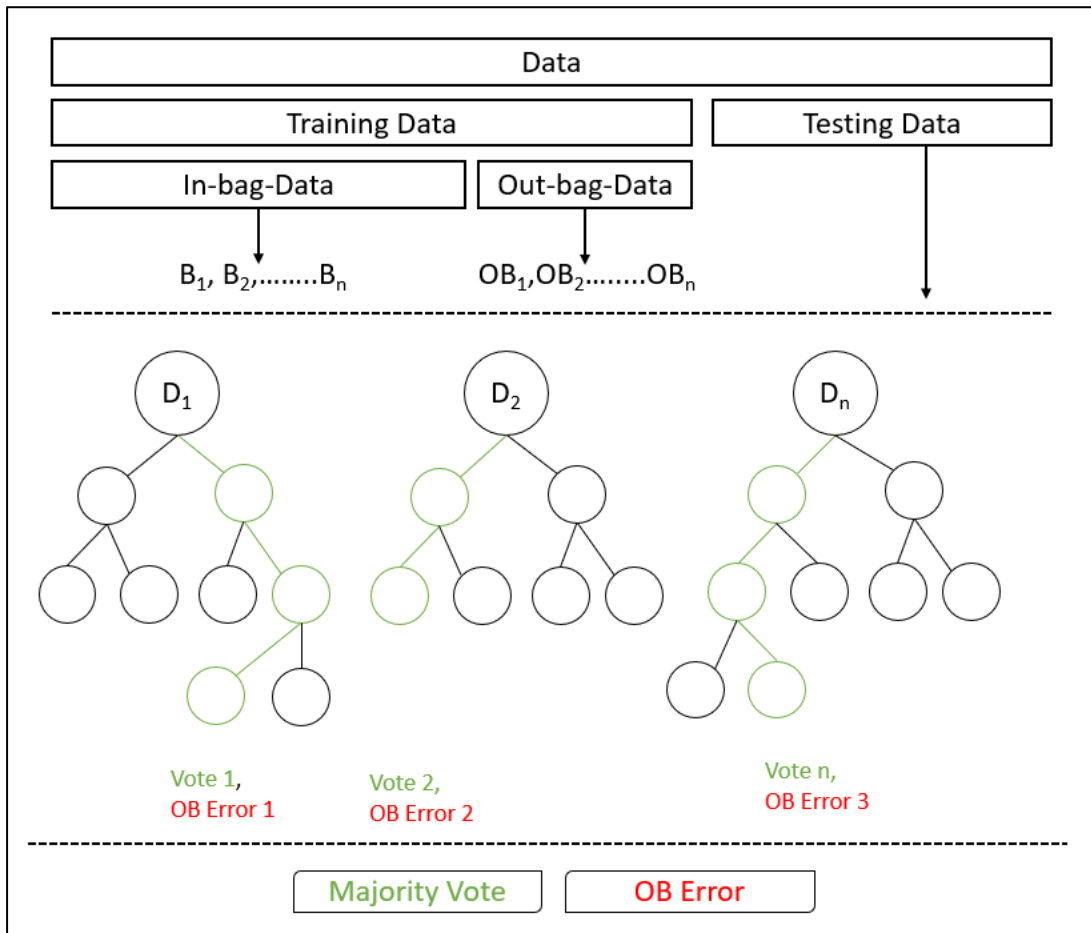 Data
Training Data Testing Data
In-bag-Data Out-bag-Data
B₁, B₂,........Bₙ OB₁,OB₂........OBₙ
D₁ D₂ Dₙ
Vote 1, Vote 2, Vote n,
OB Error 1 OB Error 2 OB Error 3
Majority Vote OB Error